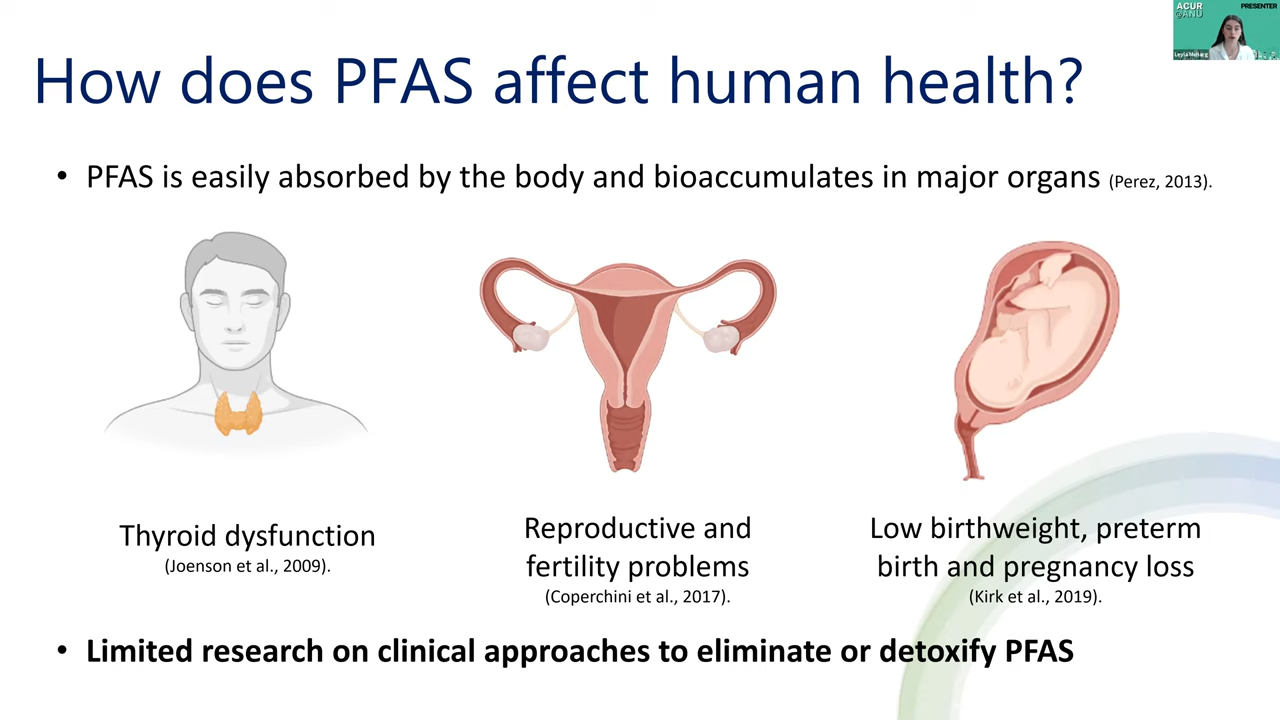 ACUR
@ANU
PRESENTER
How does PFAS affect human health?
• PFAS is easily absorbed by the body and bioaccumulates in major organs (Perez, 2013).
Thyroid dysfunction
(Joenson et al., 2009).
Reproductive and
fertility problems
(Coperchini et al., 2017).
Low birthweight, preterm
birth and pregnancy loss
(Kirk et al., 2019).
• Limited research on clinical approaches to eliminate or detoxify PFAS